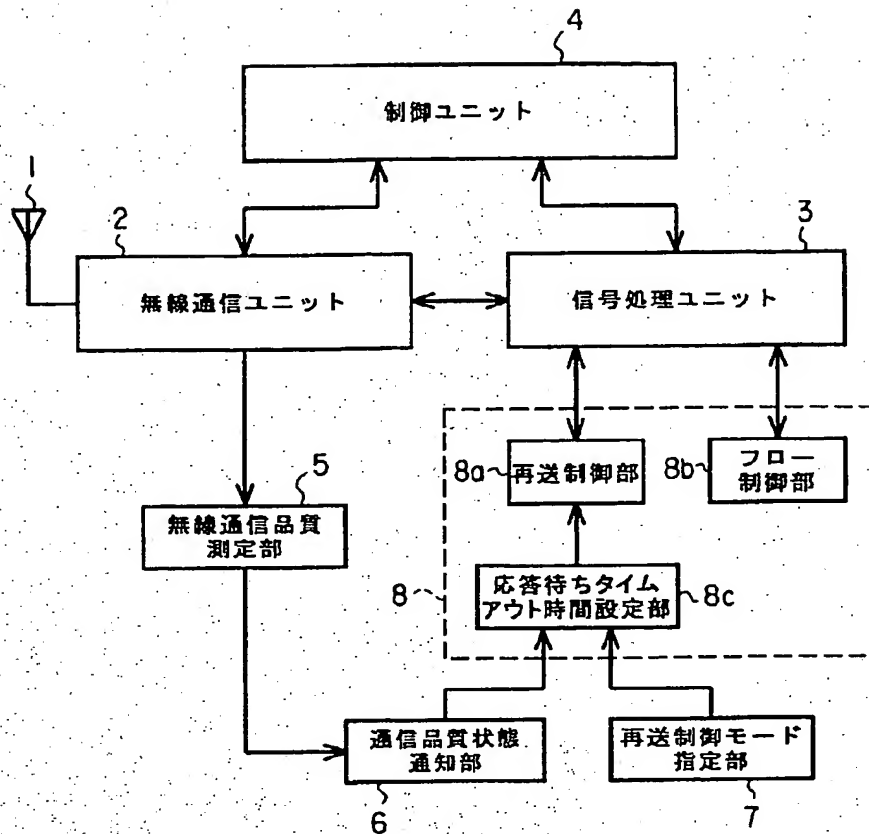 4
制御ユニット
1
2
無線通信ユニット
3
信号処理ユニット
8a
再送制御部
8b
フロー
制御部
5
無線通信品質
測定部
8
応答待ちタイム
アウト時間設定部
8c
通信品質状態
通知部
6
再送制御モード
指定部
7